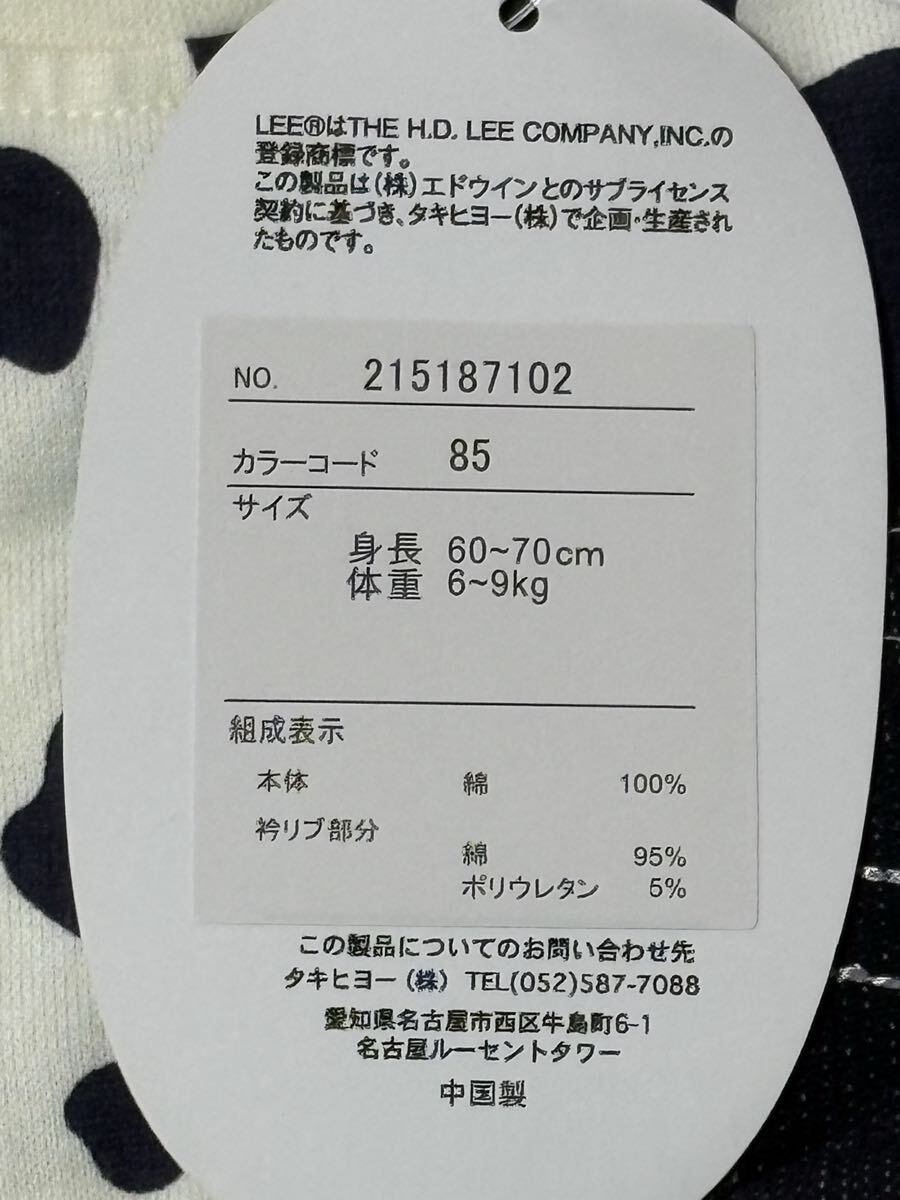 LEE®はTHE H.D. LEE COMPANY,INC.の
登録商標です。
この製品は(株)エドウインとのサブライセンス
契約に基づき、タキヒヨー(株)で企画・生産され
たものです。
NO. 215187102
カラーコード 85
サイズ
身長 60~70cm
体重 6~9kg
組成表示
本体 綿 100%
衿リブ部分
綿 95%
ポリウレタン 5%
この製品についてのお問い合わせ先
タキヒヨー(株) TEL(052)587-7088
愛知県名古屋市西区牛島町6-1
名古屋ルーセントタワー
中国製